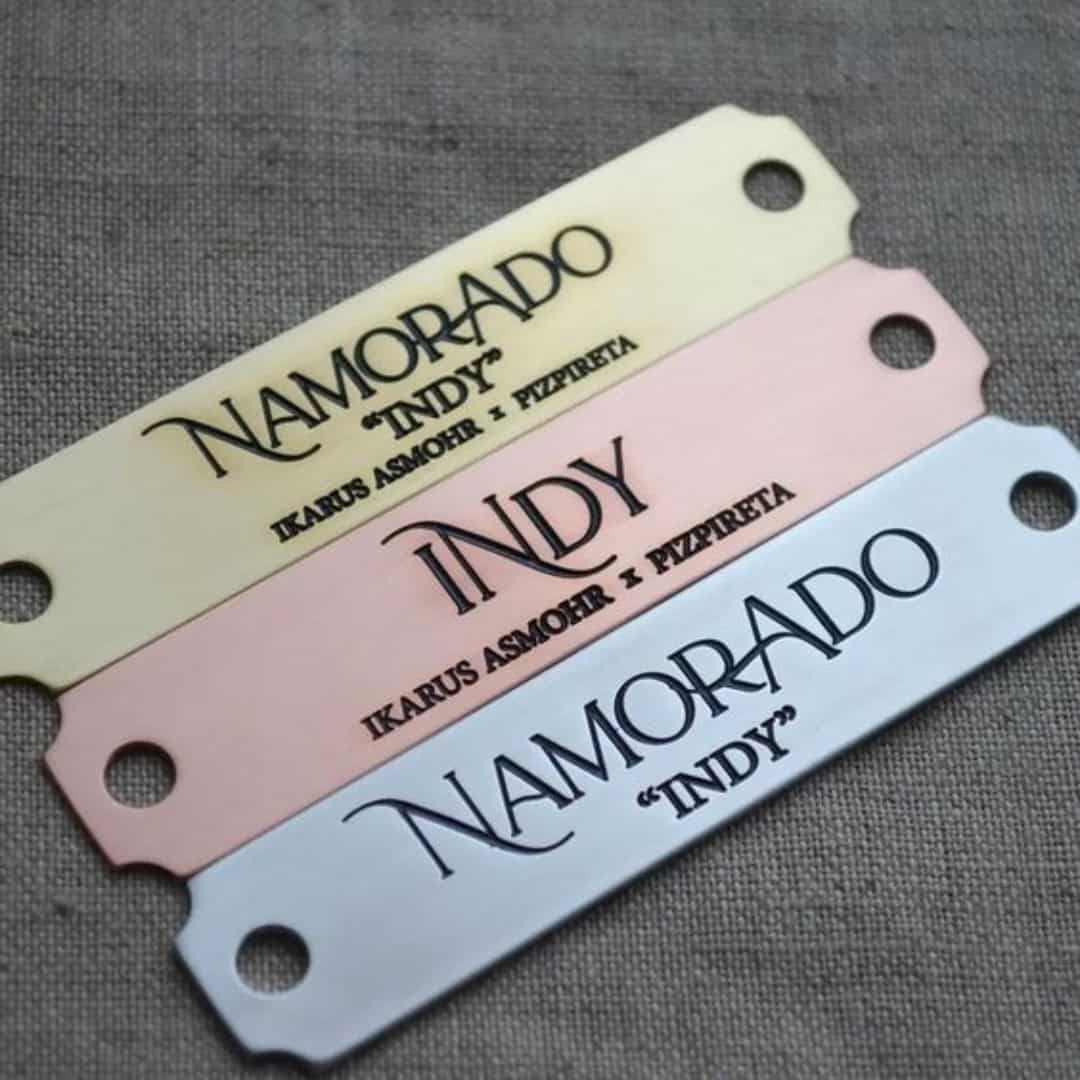 NAMORADO
“INDY”
IKARUS ASMOHR x PIZPIRETA
INDY
IKARUS ASMOHR x PIZPIRETA
NAMORADO
“INDY”